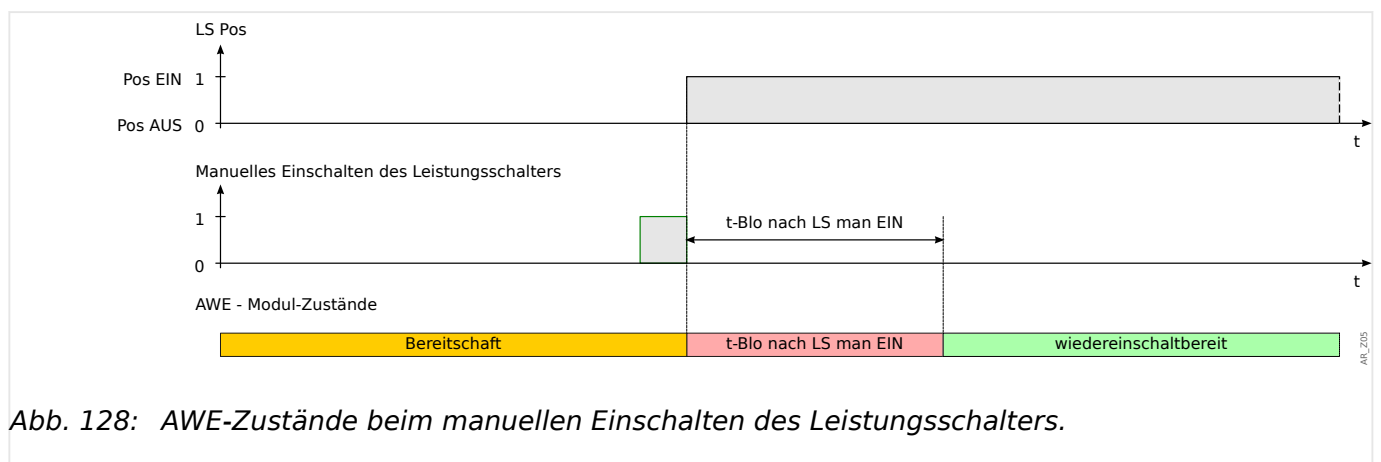 LS Pos
Pos EIN 1
Pos AUS 0
t
Manuelles Einschalten des Leistungsschalters
1
t-Blo nach LS man EIN
0
t
AWE - Modul-Zustände
Bereitschaft t-Blo nach LS man EIN wiedereinschaltbereit
AR_Z05
Abb. 128: AWE-Zustände beim manuellen Einschalten des Leistungsschalters.